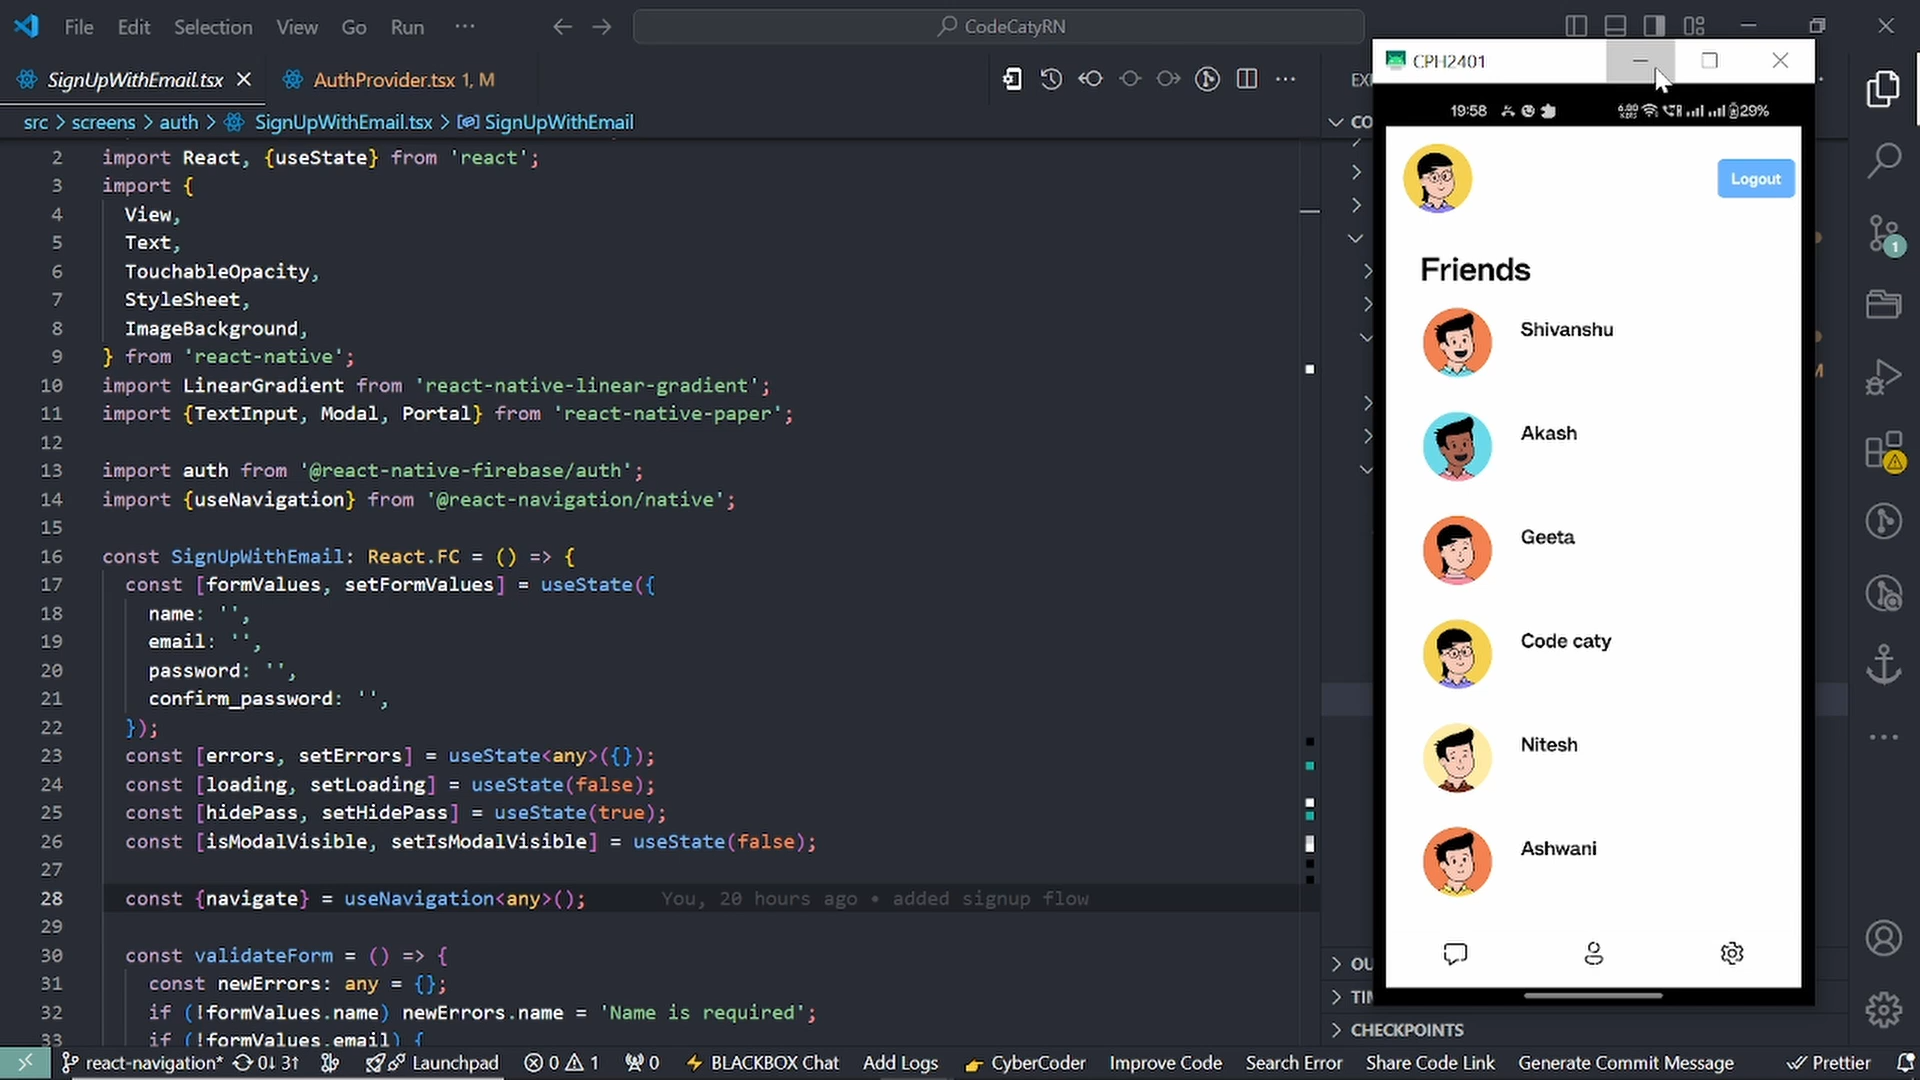 File Edit Selection View Go Run ···
CodeCatyRN
SignUpWithEmail.tsx
AuthProvider.tsx 1, M
src > screens > auth > SignUpWithEmail.tsx > SignUpWithEmail
2 import React, {useState} from 'react';
3 import {
4 View,
5 Text,
6 TouchableOpacity,
7 StyleSheet,
8 ImageBackground,
9 } from 'react-native';
10 import LinearGradient from 'react-native-linear-gradient';
11 import {TextInput, Modal, Portal} from 'react-native-paper';
12
13 import auth from '@react-native-firebase/auth';
14 import {useNavigation} from '@react-navigation/native';
15
16 const SignUpWithEmail: React.FC = () => {
17 const [formValues, setFormValues] = useState({
18 name: '',
19 email: '',
20 password: '',
21 confirm_password: '',
22 });
23 const [errors, setErrors] = useState<any>({});
24 const [loading, setLoading] = useState(false);
25 const [hidePass, setHidePass] = useState(true);
26 const [isModalVisible, setIsModalVisible] = useState(false);
27
28 const {navigate} = useNavigation<any>(); You, 20 hours ago • added signup flow
29
30 const validateForm = () => {
31 const newErrors: any = {};
32 if (!formValues.name) newErrors.name = 'Name is required';
33 if (!formValues.email) {
EX
CO
M
OU
TI
CHECKPOINTS
CPH2401
19:58
6.00 29%
Logout
Friends
Shivanshu
Akash
Geeta
Code caty
Nitesh
Ashwani
1
react-navigation* 0↓ 3↑ Launchpad 0 1 0 BLACKBOX Chat Add Logs CyberCoder Improve Code Search Error Share Code Link Generate Commit Message Prettier